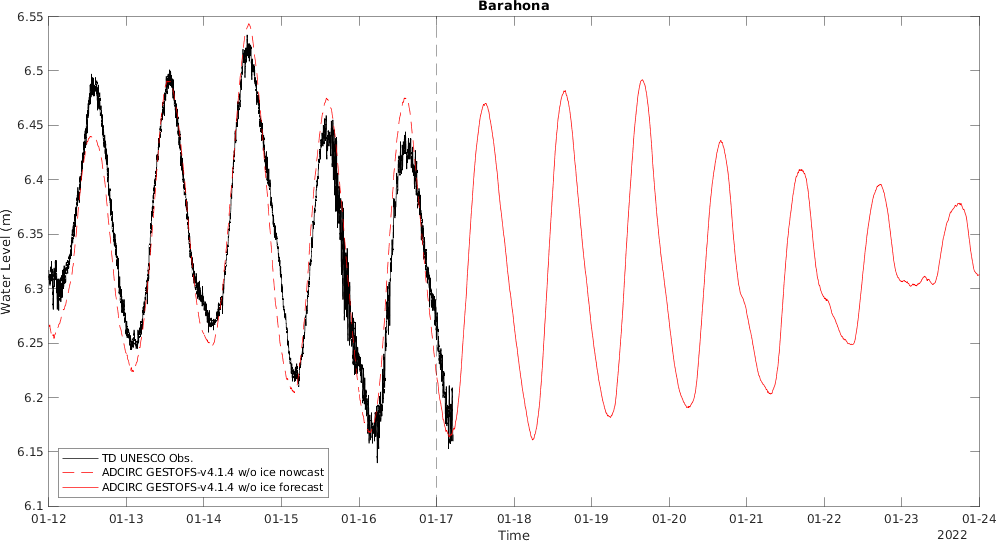 Barahona
6.55
6.5
6.45
6.4
6.35
6.3
6.25
6.2
6.15
6.1
Water Level (m)
TD UNESCO Obs.
ADCIRC GESTOFS-v4.1.4 w/o ice nowcast
ADCIRC GESTOFS-v4.1.4 w/o ice forecast
01-12 01-13 01-14 01-15 01-16 01-17 01-18 01-19 01-20 01-21 01-22 01-23 01-24
Time
2022